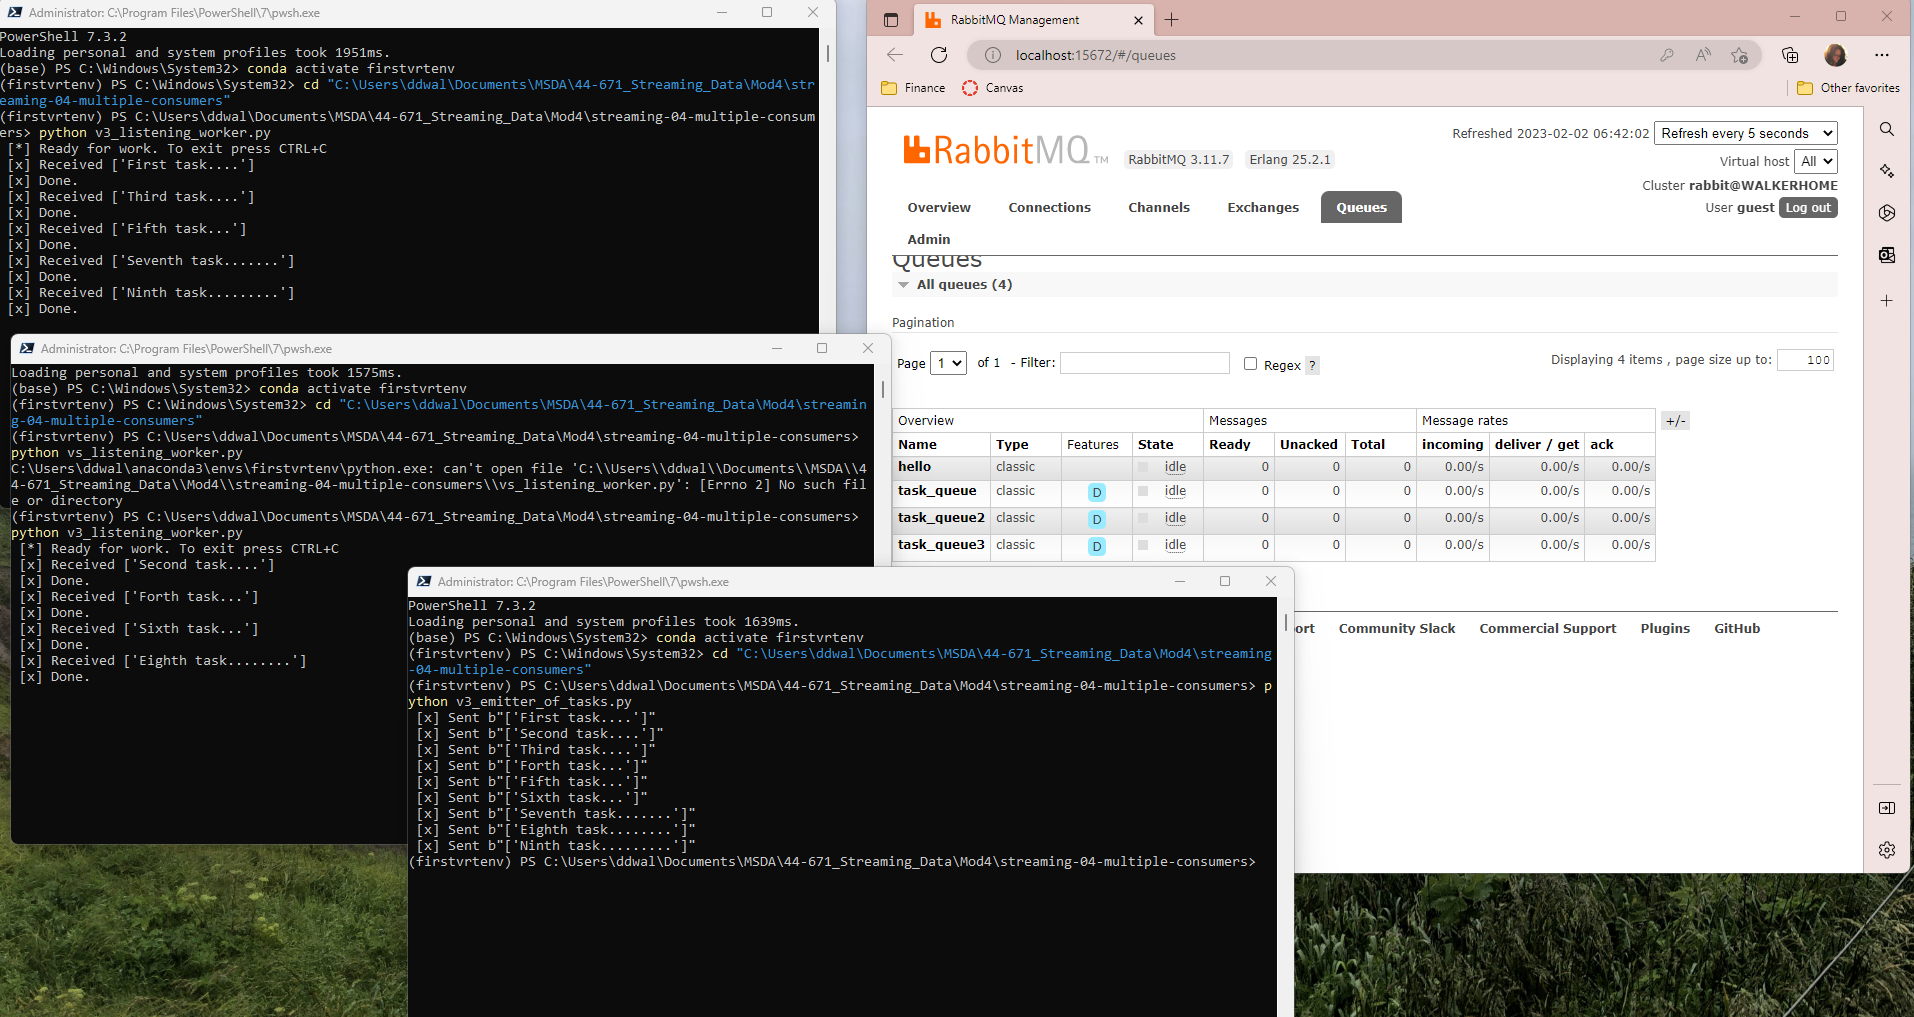 Administrator: C:\Program Files\PowerShell\7\pwsh.exe
PowerShell 7.3.2
Loading personal and system profiles took 1951ms.
(base) PS C:\Windows\System32> conda activate firstvrtenv
(firstvrtenv) PS C:\Windows\System32> cd "C:\Users\ddwal\Documents\MSDA\44-671_Streaming_Data\Mod4\str
eaming-04-multiple-consumers"
(firstvrtenv) PS C:\Users\ddwal\Documents\MSDA\44-671_Streaming_Data\Mod4\streaming-04-multiple-consum
ers> python v3_listening_worker.py
[*] Ready for work. To exit press CTRL+C
[x] Received ['First task....']
[x] Done.
[x] Received ['Third task....']
[x] Done.
[x] Received ['Fifth task...']
[x] Done.
[x] Received ['Seventh task.......']
[x] Done.
[x] Received ['Ninth task.........']
[x] Done.
Administrator: C:\Program Files\PowerShell\7\pwsh.exe
Loading personal and system profiles took 1575ms.
(base) PS C:\Windows\System32> conda activate firstvrtenv
(firstvrtenv) PS C:\Windows\System32> cd "C:\Users\ddwal\Documents\MSDA\44-671_Streaming_Data\Mod4\streamin
g-04-multiple-consumers"
(firstvrtenv) PS C:\Users\ddwal\Documents\MSDA\44-671_Streaming_Data\Mod4\streaming-04-multiple-consumers>
python vs_listening_worker.py
C:\Users\ddwal\anaconda3\envs\firstvrtenv\python.exe: can't open file 'C:\\Users\\ddwal\\Documents\\MSDA\\4
4-671_Streaming_Data\\Mod4\\streaming-04-multiple-consumers\\vs_listening_worker.py': [Errno 2] No such fil
e or directory
(firstvrtenv) PS C:\Users\ddwal\Documents\MSDA\44-671_Streaming_Data\Mod4\streaming-04-multiple-consumers>
python v3_listening_worker.py
[*] Ready for work. To exit press CTRL+C
[x] Received ['Second task....']
[x] Done.
[x] Received ['Forth task...']
[x] Done.
[x] Received ['Sixth task...']
[x] Done.
[x] Received ['Eighth task........']
[x] Done.
Administrator: C:\Program Files\PowerShell\7\pwsh.exe
PowerShell 7.3.2
Loading personal and system profiles took 1639ms.
(base) PS C:\Windows\System32> conda activate firstvrtenv
(firstvrtenv) PS C:\Windows\System32> cd "C:\Users\ddwal\Documents\MSDA\44-671_Streaming_Data\Mod4\streaming
-04-multiple-consumers"
(firstvrtenv) PS C:\Users\ddwal\Documents\MSDA\44-671_Streaming_Data\Mod4\streaming-04-multiple-consumers> p
ython v3_emitter_of_tasks.py
[x] Sent b"['First task....']"
[x] Sent b"['Second task....']"
[x] Sent b"['Third task....']"
[x] Sent b"['Forth task...']"
[x] Sent b"['Fifth task...']"
[x] Sent b"['Sixth task...']"
[x] Sent b"['Seventh task.......']"
[x] Sent b"['Eighth task........']"
[x] Sent b"['Ninth task.........']"
(firstvrtenv) PS C:\Users\ddwal\Documents\MSDA\44-671_Streaming_Data\Mod4\streaming-04-multiple-consumers>
RabbitMQ Management
localhost:15672/#/queues
Finance Canvas Other favorites
RabbitMQ TM RabbitMQ 3.11.7 Erlang 25.2.1
Refreshed 2023-02-02 06:42:02 Refresh every 5 seconds
Virtual host All
Cluster rabbit@WALKERHOME
User guest Log out
Overview Connections Channels Exchanges Queues
Admin
Queues
All queues (4)
Pagination
Page 1 of 1 - Filter: Regex ? Displaying 4 items , page size up to: 100
Overview Messages Message rates +/-
Name Type Features State Ready Unacked Total incoming deliver / get ack
hello classic idle 0 0 0 0.00/s 0.00/s 0.00/s
task_queue classic D idle 0 0 0 0.00/s 0.00/s 0.00/s
task_queue2 classic D idle 0 0 0 0.00/s 0.00/s 0.00/s
task_queue3 classic D idle 0 0 0 0.00/s 0.00/s 0.00/s
ort Community Slack Commercial Support Plugins GitHub